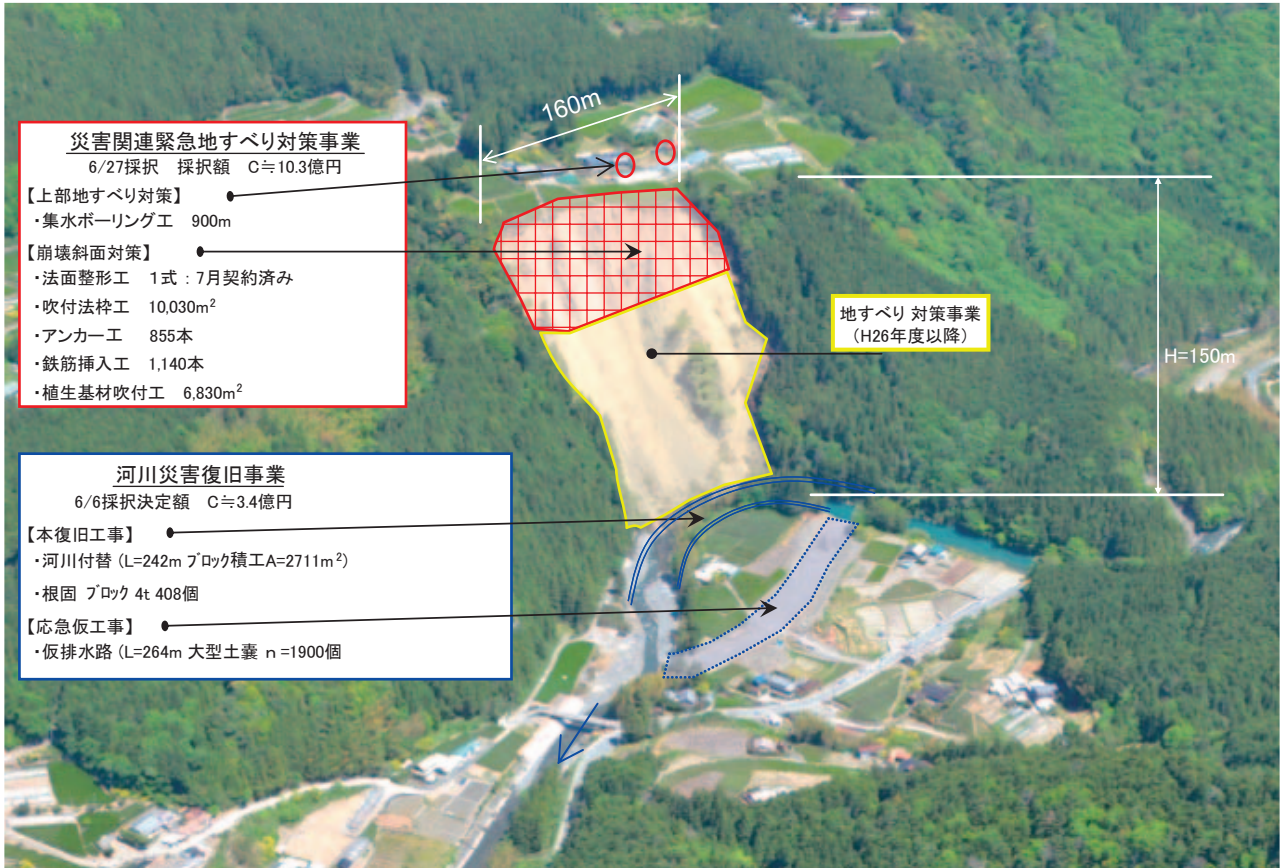 160m
災害関連緊急地すべり対策事業
6/27採択 採択額 C≒10.3億円
【上部地すべり対策】
・集水ボーリング工 900m
【崩壊斜面対策】
・法面整形工 1式：7月契約済み
・吹付法枠工 10,030m²
・アンカー工 855本
・鉄筋挿入工 1,140本
・植生基材吹付工 6,830m²
地すべり 対策事業
(H26年度以降)
H=150m
河川災害復旧事業
6/6採択決定額 C≒3.4億円
【本復旧工事】
・河川付替 (L=242m ブロック積工A=2711m²)
・根固 ブロック 4t 408個
【応急仮工事】
・仮排水路 (L=264m 大型土嚢 n=1900個